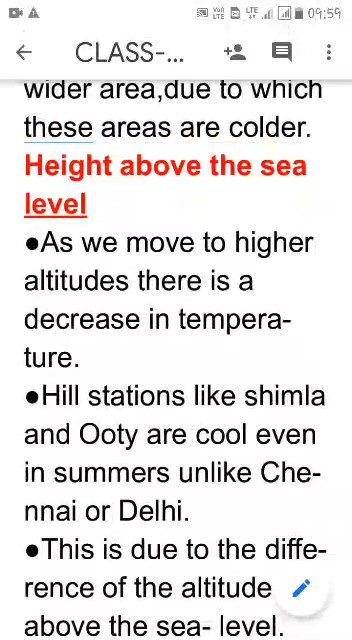 Vo)) LTE LTE 09:59
CLASS-...
wider area,due to which
these areas are colder.
Height above the sea
level
●As we move to higher
altitudes there is a
decrease in tempera-
ture.
●Hill stations like shimla
and Ooty are cool even
in summers unlike Che-
nnai or Delhi.
●This is due to the diffe-
rence of the altitude
above the sea- level.